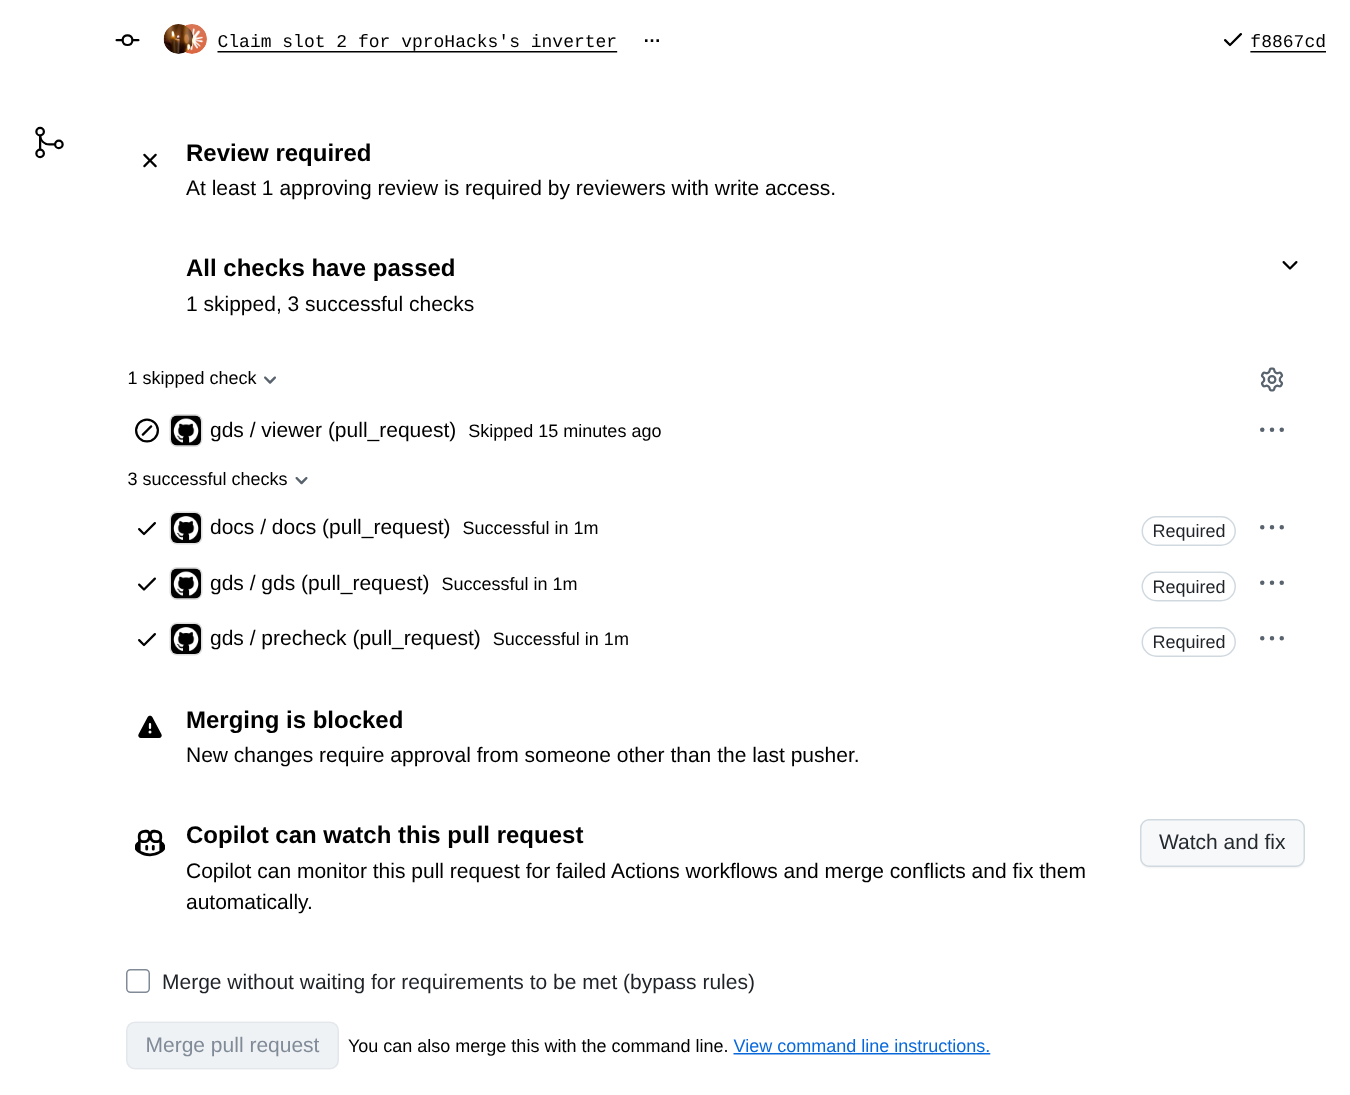 Claim slot 2 for vproHacks's inverter ... f8867cd
Review required
At least 1 approving review is required by reviewers with write access.
All checks have passed
1 skipped, 3 successful checks
1 skipped check
gds / viewer (pull_request) Skipped 15 minutes ago
3 successful checks
docs / docs (pull_request) Successful in 1m Required
gds / gds (pull_request) Successful in 1m Required
gds / precheck (pull_request) Successful in 1m Required
Merging is blocked
New changes require approval from someone other than the last pusher.
Copilot can watch this pull request
Watch and fix
Copilot can monitor this pull request for failed Actions workflows and merge conflicts and fix them
automatically.
Merge without waiting for requirements to be met (bypass rules)
Merge pull request You can also merge this with the command line. View command line instructions.